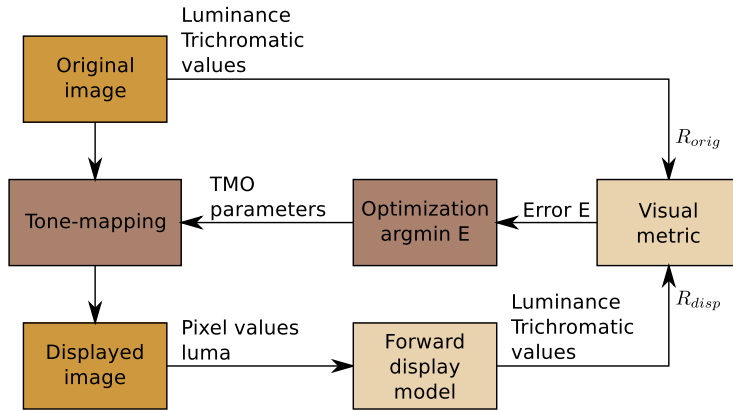 Luminance
Trichromatic
values
Original
image
R_orig
Tone-mapping
TMO
parameters
Optimization
argmin E
Error E
Visual
metric
R_disp
Luminance
Trichromatic
values
Displayed
image
Pixel values
luma
Forward
display
model